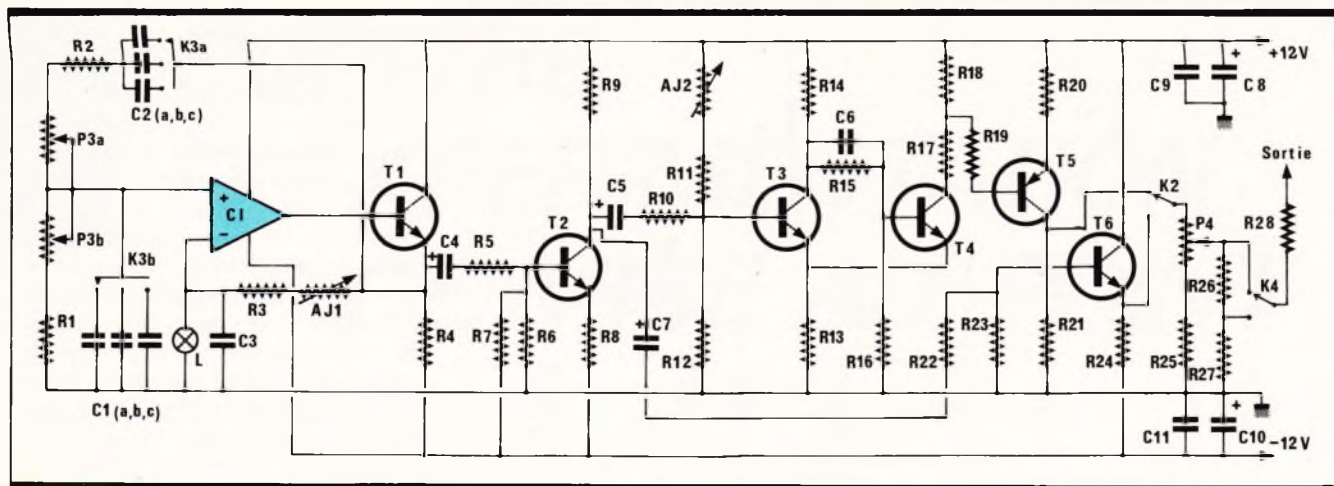 R2
K3a
C2 (a,b,c)
P3a
P3b
K3b
R1
C1 (a,b,c)
+
CI
−
R3
AJ1
L
C3
T1
+
C4
R5
R4
R7
R6
T2
R9
R8
+
C5
R10
+
C7
AJ2
R11
R12
T3
R14
C6
R15
R13
R16
T4
R18
R17
R19
R22
R23
R20
T5
T6
R21
R24
K2
P4
R25
R26
R27
K4
R28
Sortie
C9
+
C8
+12V
C11
+
C10
−12V